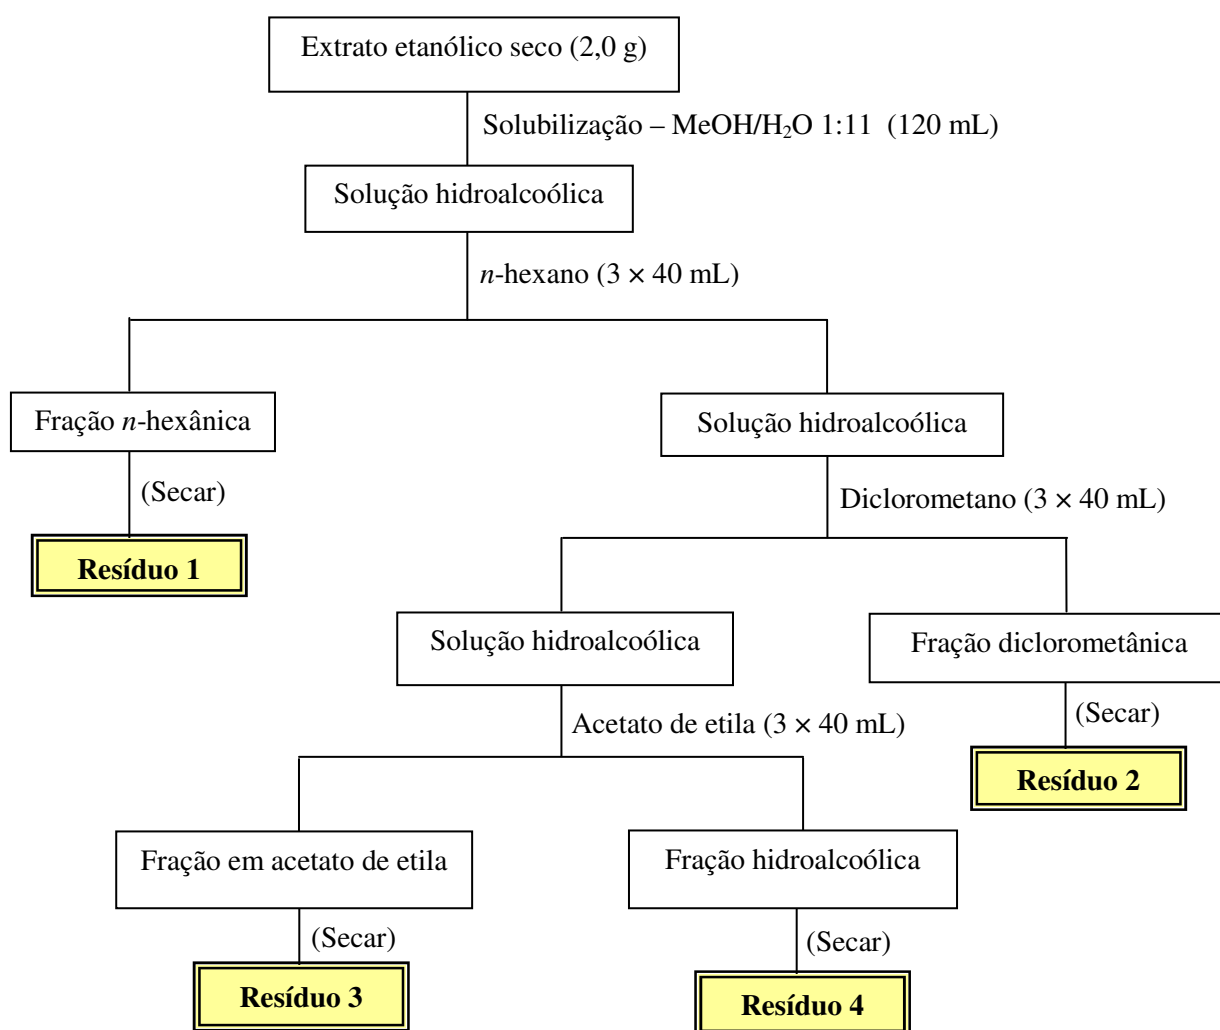 Extrato etanólico seco (2,0 g)
Solubilização – MeOH/H₂O 1:11 (120 mL)
Solução hidroalcoólica
n-hexano (3 × 40 mL)
Fração n-hexânica
Solução hidroalcoólica
(Secar)
Diclorometano (3 × 40 mL)
Resíduo 1
Solução hidroalcoólica
Fração diclorometânica
Acetato de etila (3 × 40 mL)
(Secar)
Resíduo 2
Fração em acetato de etila
Fração hidroalcoólica
(Secar)
(Secar)
Resíduo 3
Resíduo 4